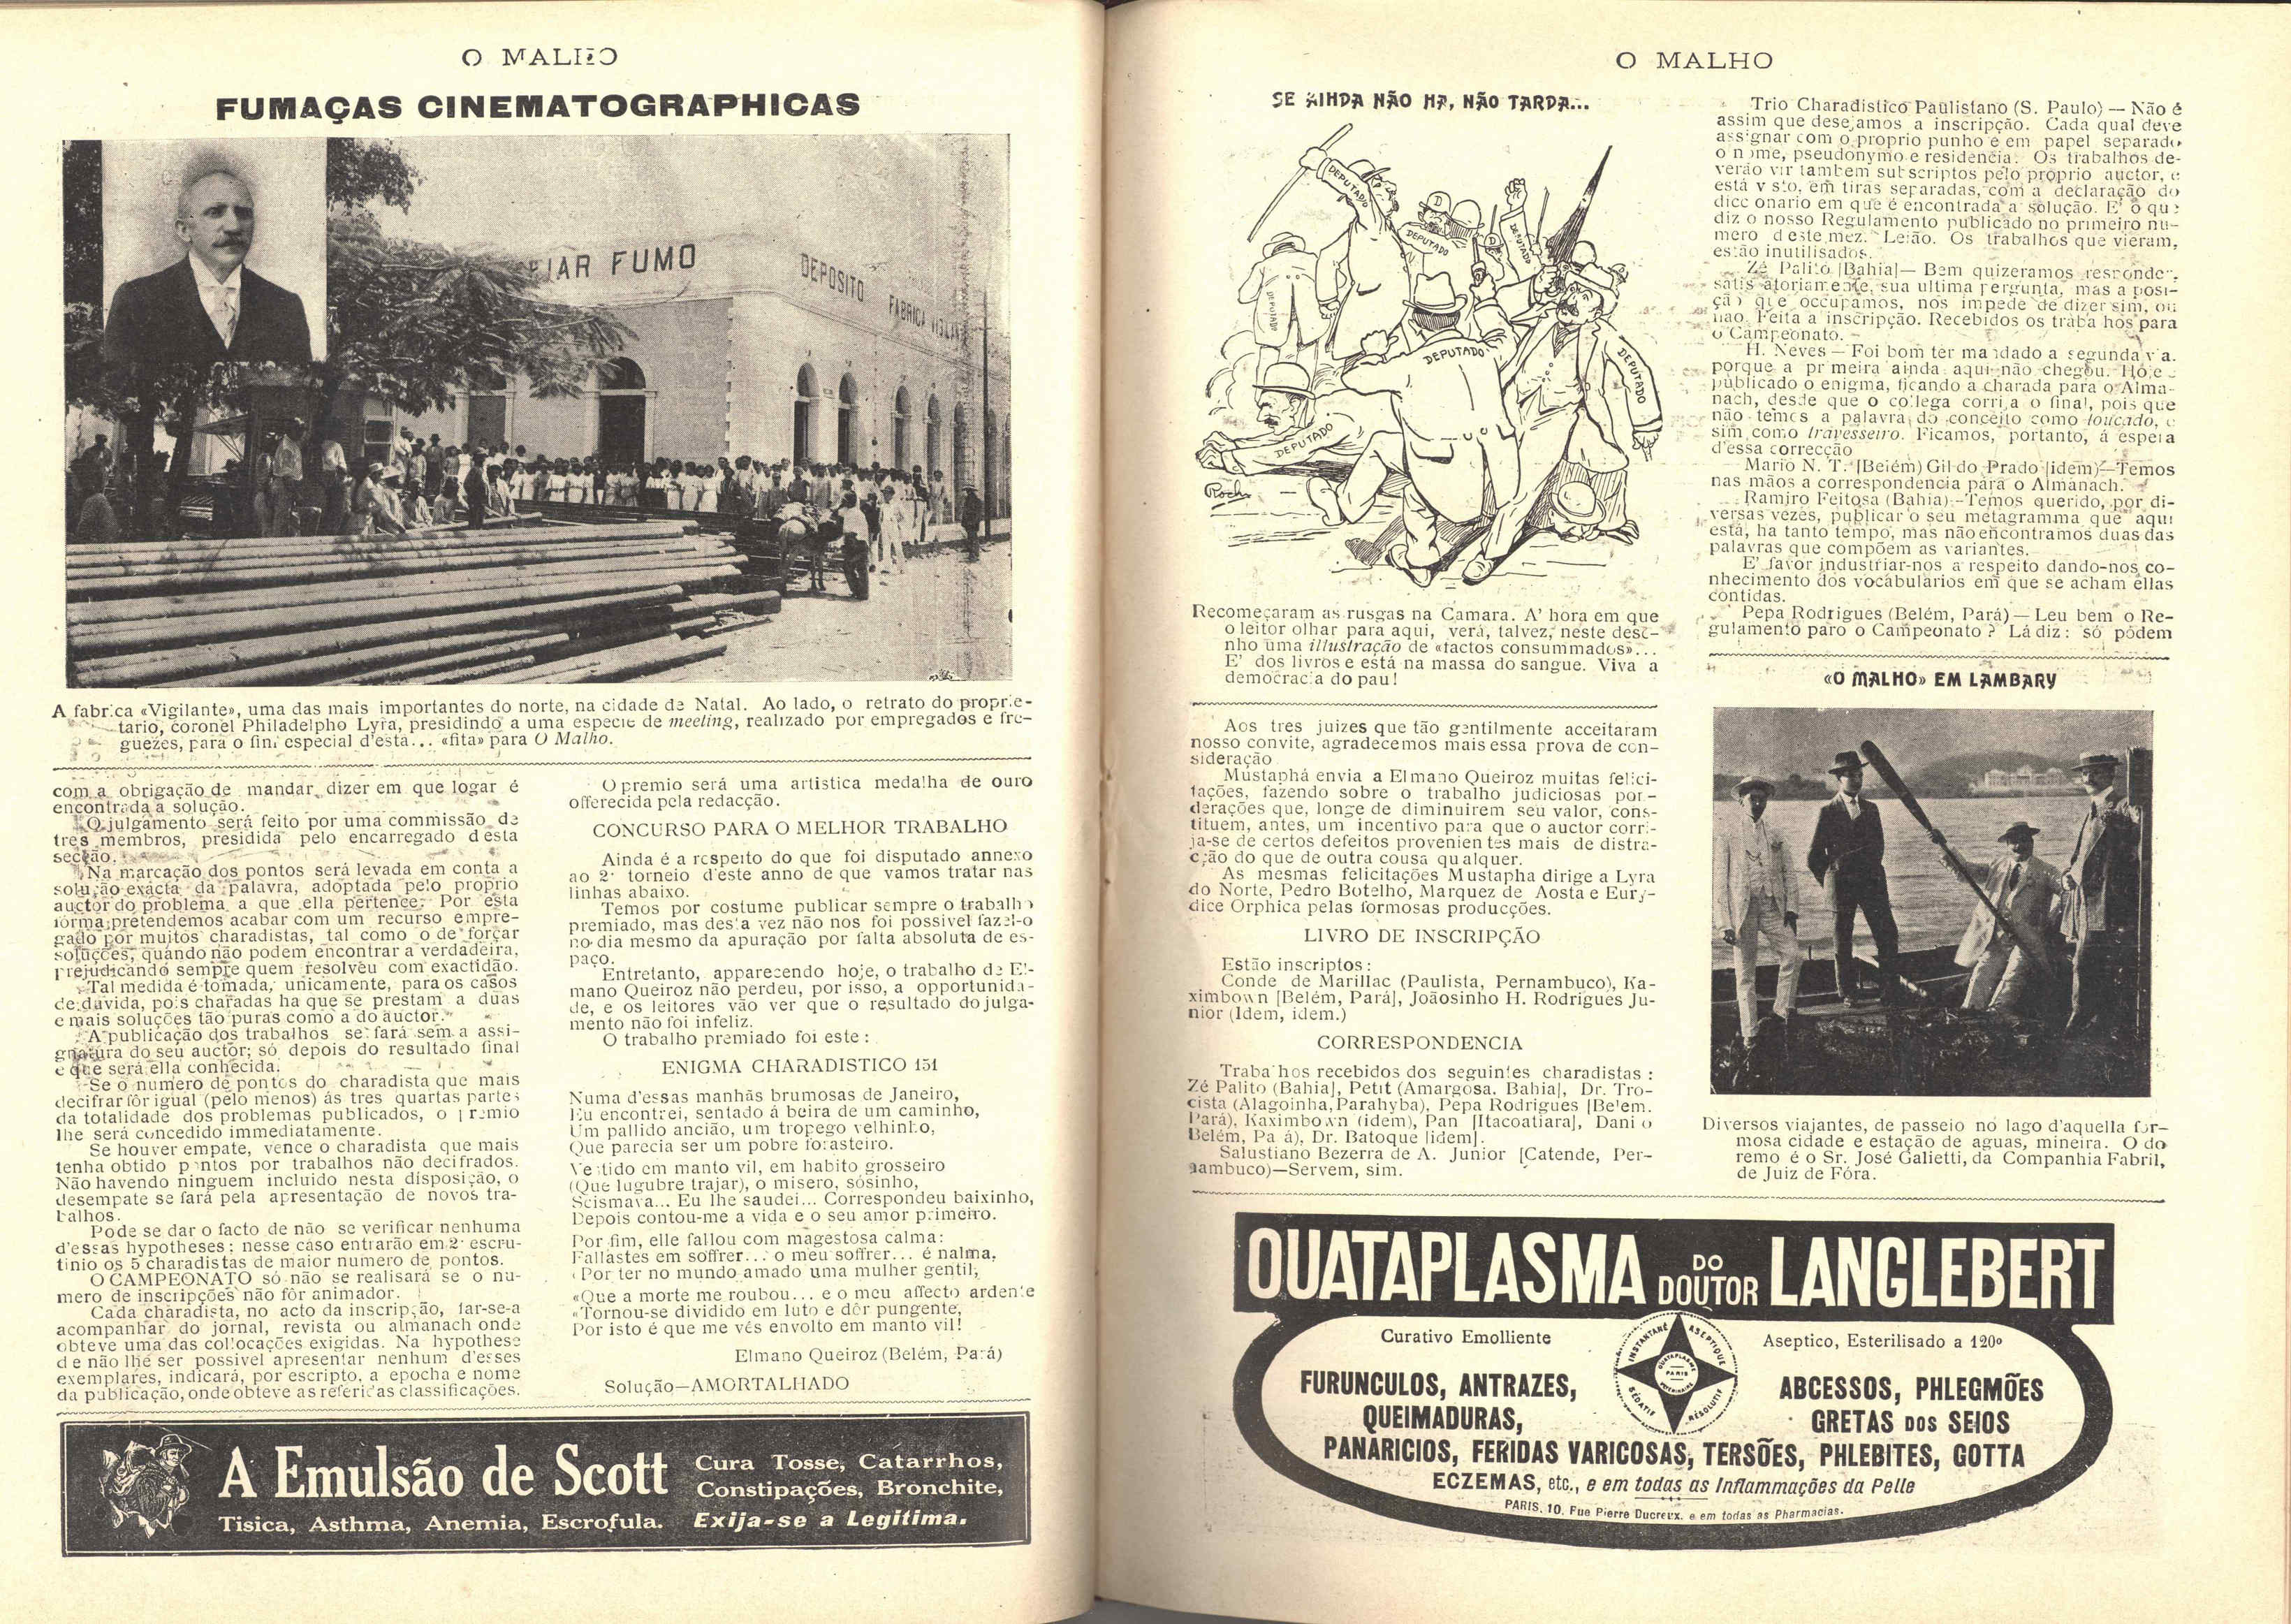 O MALHO
FUMAÇAS CINEMATOGRAPHICAS
FUMO
DEPOSITO
FABRICA
A fabrica «Vigilante», uma das mais importantes do norte, na cidade de Natal. Ao lado, o retrato do proprie-
tario, coronel Philadelpho Lyra, presidindo a uma especie de meeting, realizado por empregados e fre-
guezes, para o fim especial d'esta... «fita» para O Malho.
com a obrigação de mandar dizer em que logar é
encontrada a solução.
O julgamento será feito por uma commissão de
tres membros, presidida pelo encarregado d'esta
secção.
Na marcação dos pontos será levada em conta a
solução exacta da palavra, adoptada pelo proprio
auctor do problema a que ella pertence. Por esta
fórma pretendemos acabar com um recurso empre-
gado por muitos charadistas, tal como o de forçar
soluções, quando não podem encontrar a verdadeira,
prejudicando sempre quem resolveu com exactidão.
Tal medida é tomada, unicamente, para os casos
de duvida, pois charadas ha que se prestam a duas
e mais soluções tão puras como a do auctor.
A publicação dos trabalhos se fará sem a assi-
gnatura do seu auctor; só depois do resultado final
é que será ella conhecida.
Se o numero de pontos do charadista que mais
decifrar fôr igual (pelo menos) ás tres quartas partes
da totalidade dos problemas publicados, o premio
lhe será concedido immediatamente.
Se houver empate, vence o charadista que mais
tenha obtido pontos por trabalhos não decifrados.
Não havendo ninguem incluido nesta disposição, o
desempate se fará pela apresentação de novos tra-
balhos.
Pode se dar o facto de não se verificar nenhuma
d'essas hypotheses; nesse caso entrarão em 2º escru-
tinio os 5 charadistas de maior numero de pontos.
O CAMPEONATO só não se realisará se o nu-
mero de inscripções não fôr animador.
Cada charadista, no acto da inscripção, far-se-a
acompanhar do jornal, revista ou almanach onde
obteve uma das collocações exigidas. Na hypothese
de não lhe ser possivel apresentar nenhum d'esses
exemplares, indicará, por escripto, a epocha e nome
da publicação, onde obteve as referidas classificações.
O premio será uma artistica medalha de ouro
offerecida pela redacção.
CONCURSO PARA O MELHOR TRABALHO
Ainda é a respeito do que foi disputado annexo
ao 2º torneio d'este anno de que vamos tratar nas
linhas abaixo.
Temos por costume publicar sempre o trabalho
premiado, mas desta vez não nos foi possivel fazel-o
no dia mesmo da apuração por falta absoluta de es-
paço.
Entretanto, apparecendo hoje, o trabalho de El-
mano Queiroz não perdeu, por isso, a opportunida-
de, e os leitores vão ver que o resultado do julga-
mento não foi infeliz.
O trabalho premiado foi este:
ENIGMA CHARADISTICO 151
Numa d'essas manhãs brumosas de Janeiro,
Eu encontrei, sentado á beira de um caminho,
Um pallido ancião, um tropego velhinho,
Que parecia ser um pobre forasteiro.
Vestido em manto vil, em habito grosseiro
(Que lugubre trajar), o misero, sósinho,
Scismava... Eu lhe saudei... Correspondeu baixinho,
Depois contou-me a vida e o seu amor primeiro.
Por fim, elle fallou com magestosa calma:
Fallastes em soffrer... o meu soffrer... é nalma,
«Por ter no mundo amado uma mulher gentil,
«Que a morte me roubou... e o meu affecto ardente
«Tornou-se dividido em luto e dôr pungente,
Por isto é que me vés envolto em manto vil!
Elmano Queiroz (Belém, Pará)
Solução—AMORTALHADO
A Emulsão de Scott
Cura Tosse, Catarrhos,
Constipações, Bronchite,
Tisica, Asthma, Anemia, Escrofula.
Exija-se a Legitima.
O MALHO
SE AINDA NÃO HA, NÃO TARDA...
DEPUTADO
D
DEPUTADO
DEPUTADO
D
DEPUTADO
DEPUTADO
DEPUTADO
DEPUTADO
Roch
Recomeçaram as rusgas na Camara. A' hora em que
o leitor olhar para aqui, verá, talvez, neste dese-
nho uma illustração de «factos consummados»...
E' dos livros e está na massa do sangue. Viva a
democracia do pau!
Aos tres juizes que tão gentilmente acceitaram
nosso convite, agradecemos mais essa prova de con-
sideração
Mustaphá envia a Elmano Queiroz muitas felici-
tações, fazendo sobre o trabalho judiciosas pon-
derações que, longe de diminuirem seu valor, cons-
tituem, antes, um incentivo para que o auctor corri-
ja-se de certos defeitos provenientes mais de distra-
cção do que de outra cousa qualquer.
As mesmas felicitações Mustapha dirige a Lyra
do Norte, Pedro Botelho, Marquez de Aosta e Eury-
dice Orphica pelas formosas producções.
LIVRO DE INSCRIPÇÃO
Estão inscriptos:
Conde de Marillac (Paulista, Pernambuco), Ka-
ximbown [Belém, Pará], Joãosinho H. Rodrigues Ju-
nior (Idem, idem.)
CORRESPONDENCIA
Trabalhos recebidos dos seguintes charadistas:
Zé Palito (Bahia], Petit (Amargosa, Bahia], Dr. Tro-
cista (Alagoinha, Parahyba), Pepa Rodrigues [Belem.
Pará), Kaximbown (idem), Pan [Itacoatiara], Danilo
Belém, Pará), Dr. Batoque [idem].
Salustiano Bezerra de A. Junior [Catende, Per-
nambuco)—Servem, sim.
Trio Charadistico Paulistano (S. Paulo) — Não é
assim que desejamos a inscripção. Cada qual deve
assignar com o proprio punho e em papel separado
o nome, pseudonymo e residencia. Os trabalhos de-
verão vir tambem subscriptos pelo proprio auctor, e
está visto, em tiras separadas, com a declaração do
diccionario em que é encontrada a solução. E' o que
diz o nosso Regulamento publicado no primeiro nu-
mero deste mez. Leião. Os trabalhos que vieram,
estão inutilisados.
Zé Palito [Bahia]— Bem quizeramos responder,
satisfatoriamente, sua ultima pergunta, mas a posi-
ção que occupamos, nos impede de dizer sim, ou
não. Feita a inscripção. Recebidos os trabalhos para
o Campeonato.
H. Neves — Foi bom ter mandado a segunda via.
porque a primeira ainda aqui não chegou. Hoje é
publicado o enigma, ficando a charada para o Alma-
nach, desde que o collega corrija o final, pois que
não temos a palavra do conceito como toucado, e
sim como travesseiro. Ficamos, portanto, á espera
d'essa correcção
Mario N. T. [Belém) Gil do Prado [idem)—Temos
nas mãos a correspondencia para o Almanach.
Ramiro Feitosa (Bahia)—Temos querido, por di-
versas vezes, publicar o seu metagramma que aqui
está, ha tanto tempo, mas não encontramos duas das
palavras que compõem as variantes.
E' favor industriar-nos a respeito dando-nos co-
nhecimento dos vocabularios em que se acham ellas
contidas.
Pepa Rodrigues (Belém, Pará) — Leu bem o Re-
gulamento paro o Campeonato? Lá diz: só podem
«O MALHO» EM LAMBARY
Diversos viajantes, de passeio no lago d'aquella for-
mosa cidade e estação de aguas, mineira. O do
remo é o Sr. José Galietti, da Companhia Fabril,
de Juiz de Fóra.
OUATAPLASMA DO DOUTOR LANGLEBERT
Curativo Emolliente
Aseptico, Esterilisado a 120º
INSTANTANÉ
ASEPTIQUE
OUATAPLASME
PARIS
SÉDATIF
RÉSOLUTIF
FURUNCULOS, ANTRAZES,
QUEIMADURAS,
ABCESSOS, PHLEGMÕES
GRETAS DOS SEIOS
PANARICIOS, FERIDAS VARICOSAS, TERSÕES, PHLEBITES, GOTTA
ECZEMAS, etc., e em todas as Inflammações da Pelle
PARIS, 10, Rue Pierre Ducreux, e em todas as Pharmacias.